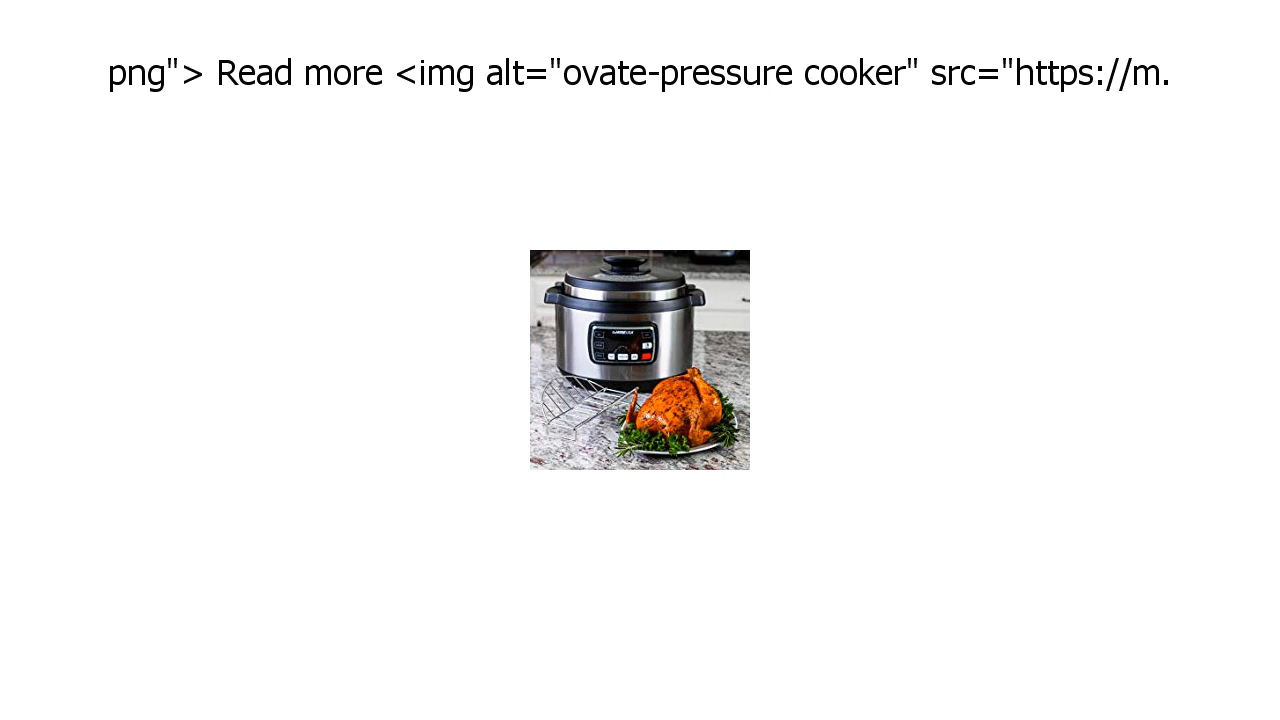 png"> Read more <img alt="ovate-pressure cooker" src="https://m.